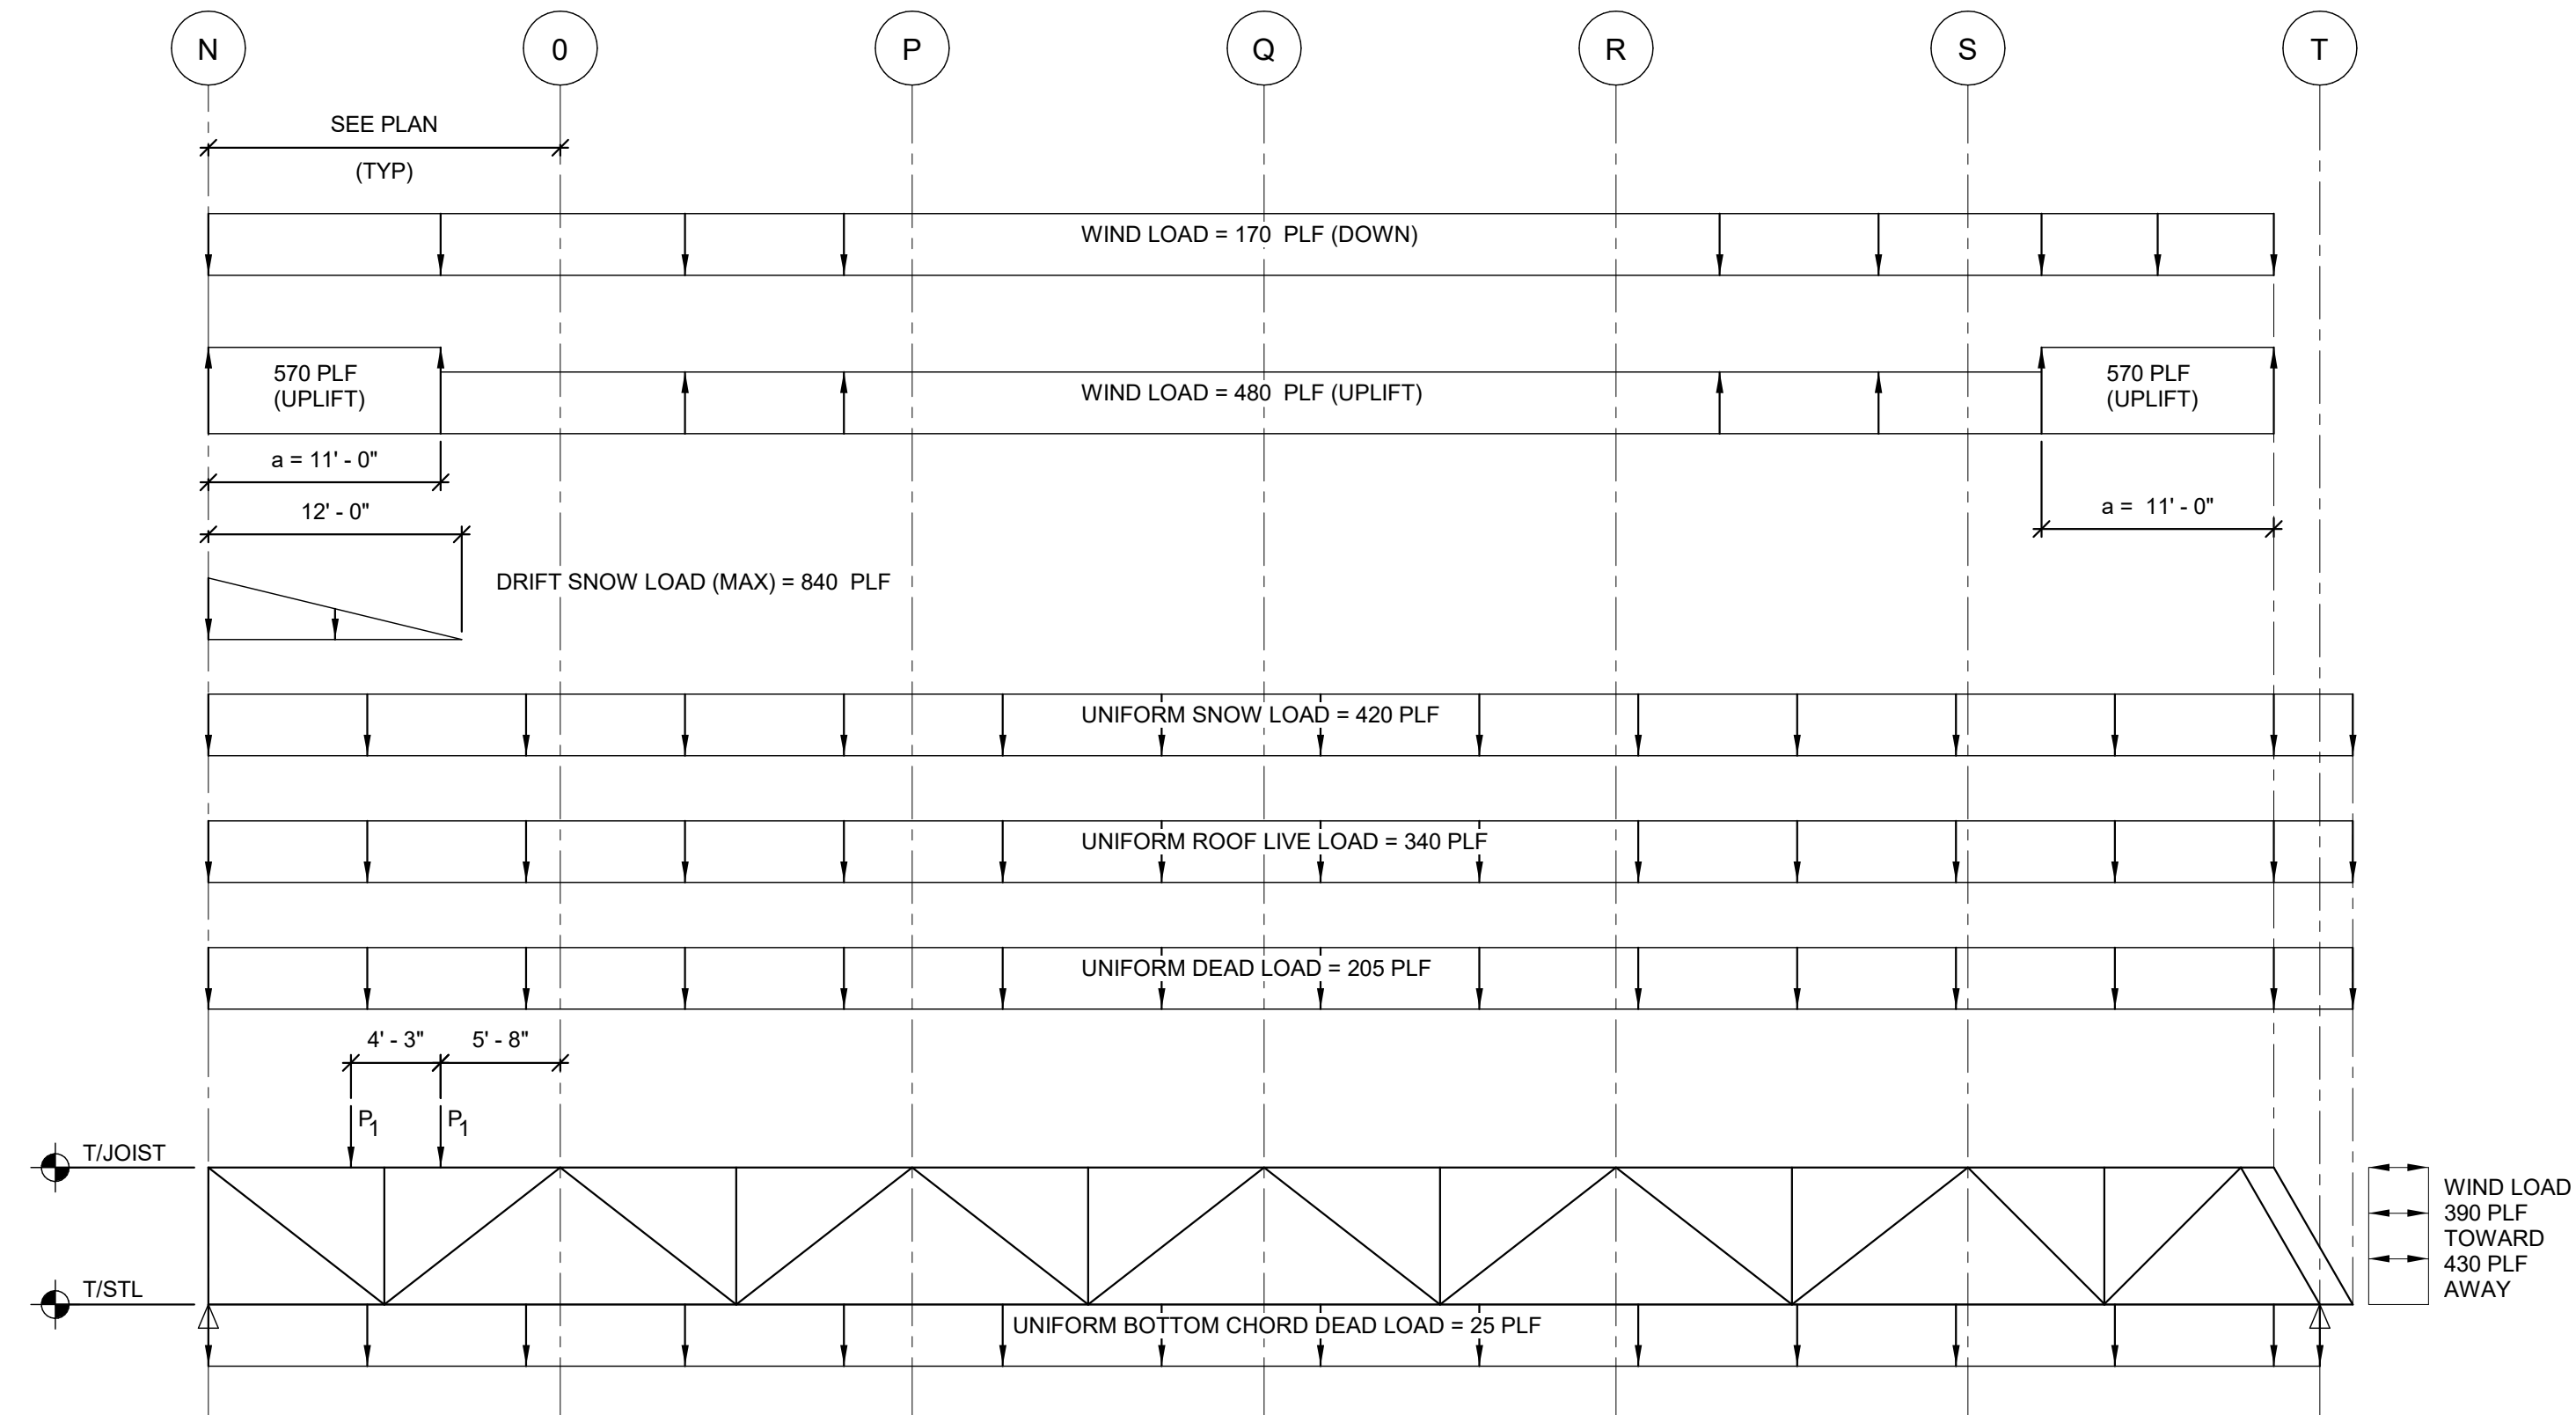 N
0
P
Q
R
S
T
SEE PLAN
(TYP)
WIND LOAD = 170 PLF (DOWN)
570 PLF
(UPLIFT)
WIND LOAD = 480 PLF (UPLIFT)
570 PLF
(UPLIFT)
a = 11' - 0"
12' - 0"
a = 11' - 0"
DRIFT SNOW LOAD (MAX) = 840 PLF
UNIFORM SNOW LOAD = 420 PLF
UNIFORM ROOF LIVE LOAD = 340 PLF
UNIFORM DEAD LOAD = 205 PLF
4' - 3"
5' - 8"
P1
P1
T/JOIST
T/STL
WIND LOAD
390 PLF
TOWARD
430 PLF
AWAY
UNIFORM BOTTOM CHORD DEAD LOAD = 25 PLF